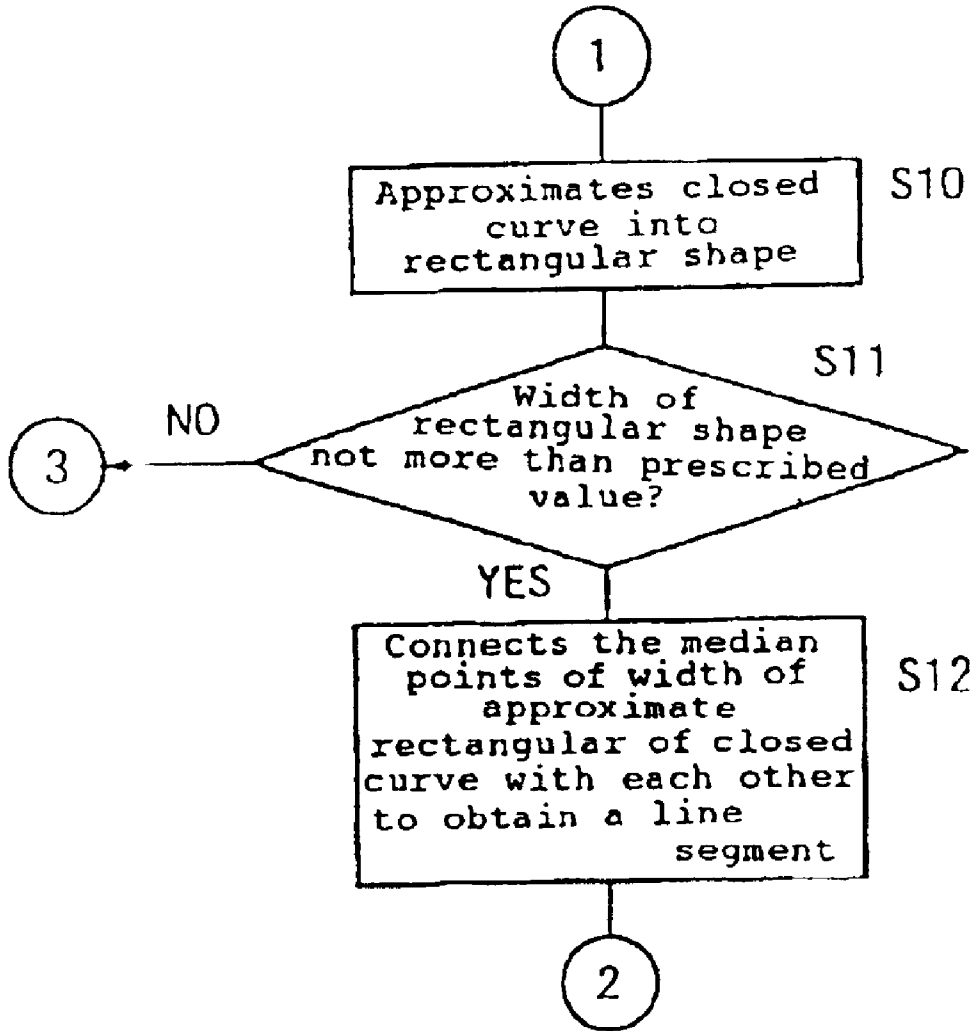 1
Approximates closed
curve into
rectangular shape
S10
S11
Width of
rectangular shape
not more than prescribed
value?
NO
3
YES
Connects the median
points of width of
approximate
rectangular of closed
curve with each other
to obtain a line
segment
S12
2